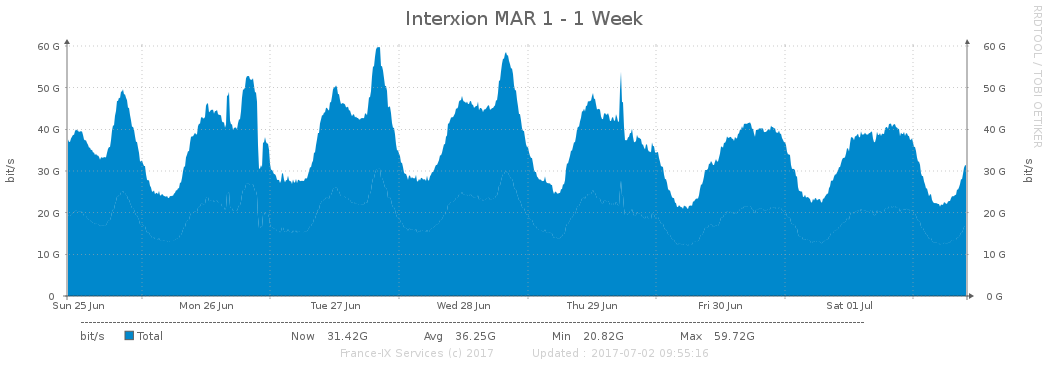 Interxion MAR 1 - 1 Week
RRDTOOL / TOBI OETIKER
bit/s
60 G
50 G
40 G
30 G
20 G
10 G
0
60 G
50 G
40 G
30 G
20 G
10 G
0 G
bit/s
Sun 25 Jun Mon 26 Jun Tue 27 Jun Wed 28 Jun Thu 29 Jun Fri 30 Jun Sat 01 Jul
bit/s Total Now 31.42G Avg 36.25G Min 20.82G Max 59.72G
France-IX Services (c) 2017 Updated : 2017-07-02 09:55:16